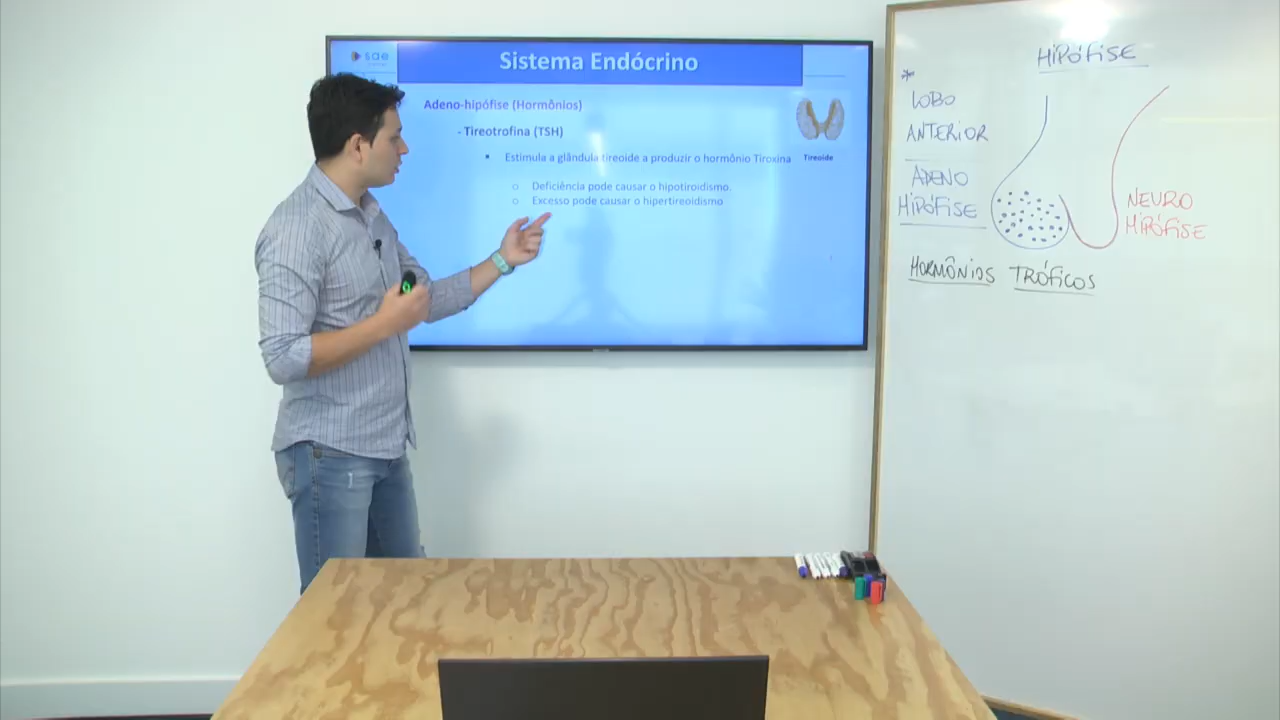 sae
Sistema Endócrino
Adeno-hipófise (Hormônios)
- Tireotrofina (TSH)
▪ Estimula a glândula tireoide a produzir o hormônio Tiroxina
Tireoide
o Deficiência pode causar o hipotiroidismo.
o Excesso pode causar o hipertireoidismo
HIPÓFISE
*
LOBO
ANTERIOR
ADENO
HIPÓFISE
NEURO
HIPÓFISE
HORMÔNIOS TRÓFICOS